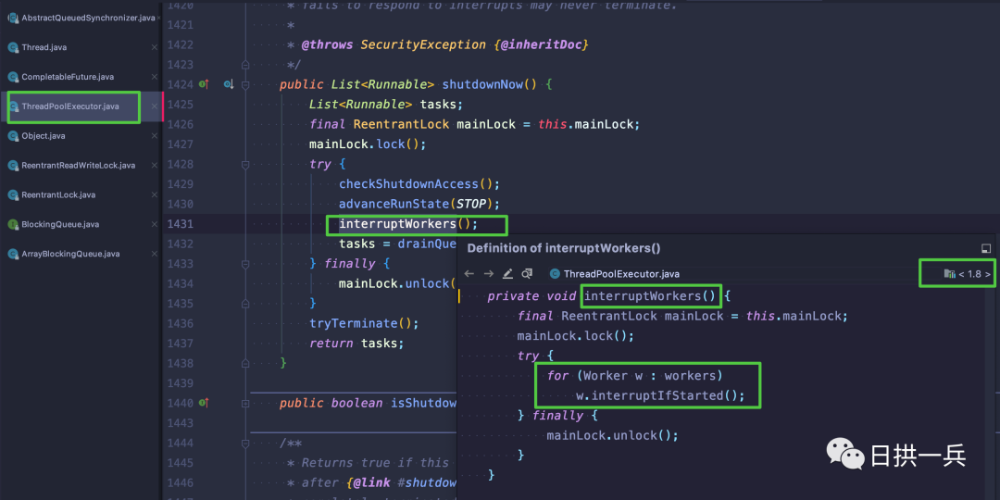 AbstractQueuedSynchronizer.java
Thread.java
CompletableFuture.java
ThreadPoolExecutor.java
Object.java
ReentrantReadWriteLock.java
ReentrantLock.java
BlockingQueue.java
ArrayBlockingQueue.java
1420 * fails to respond to interrupts may never terminate.
1421 *
1422 * @throws SecurityException {@inheritDoc}
1423 */
1424 public List<Runnable> shutdownNow() {
1425 List<Runnable> tasks;
1426 final ReentrantLock mainLock = this.mainLock;
1427 mainLock.lock();
1428 try {
1429 checkShutdownAccess();
1430 advanceRunState(STOP);
1431 interruptWorkers();
1432 tasks = drainQue
1433 } finally {
1434 mainLock.unlock(
1435 }
1436 tryTerminate();
1437 return tasks;
1438 }
1439
1440 public boolean isShutdow
1443
1444 /**
1445 * Returns true if this
1446 * after {@link #shutdow
Definition of interruptWorkers()
ThreadPoolExecutor.java
< 1.8 >
private void interruptWorkers() {
final ReentrantLock mainLock = this.mainLock;
mainLock.lock();
try {
for (Worker w : workers)
w.interruptIfStarted();
} finally {
mainLock.unlock();
}
}
日拱一兵